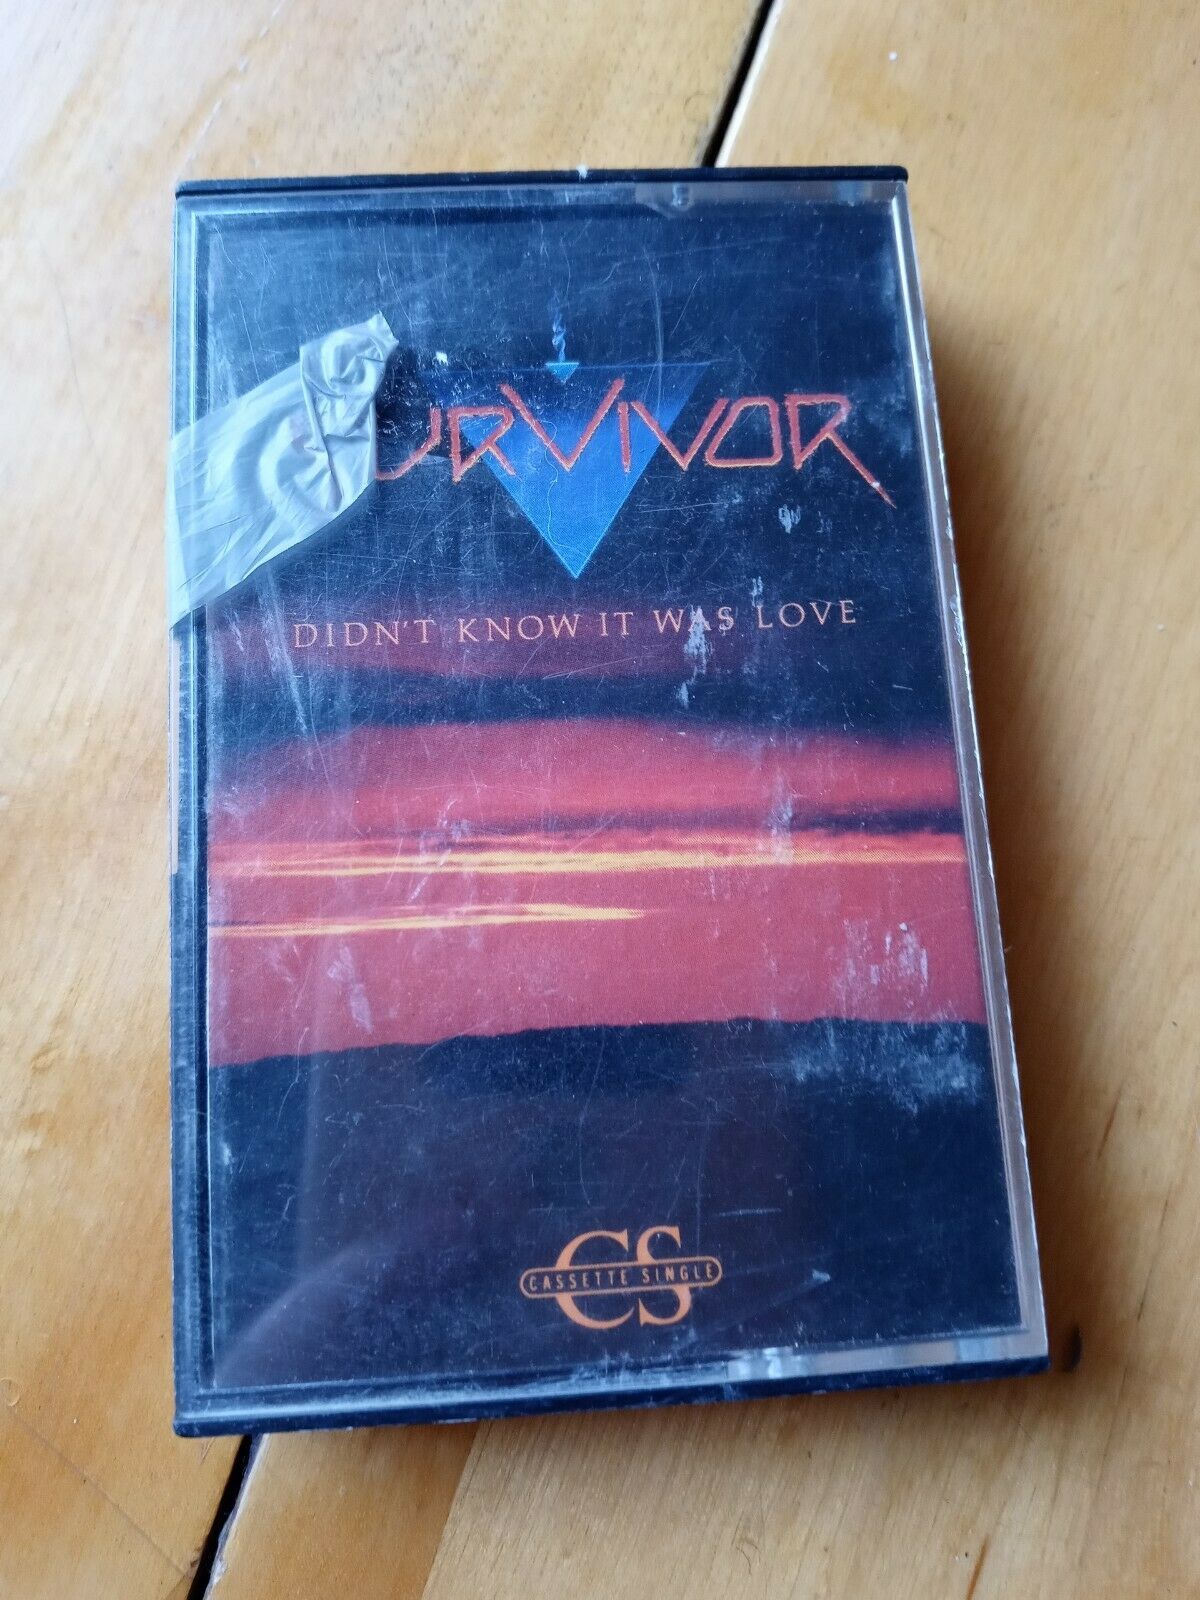 URVIVOR
DIDN'T KNOW IT WAS LOVE
CS
CASSETTE SINGLE